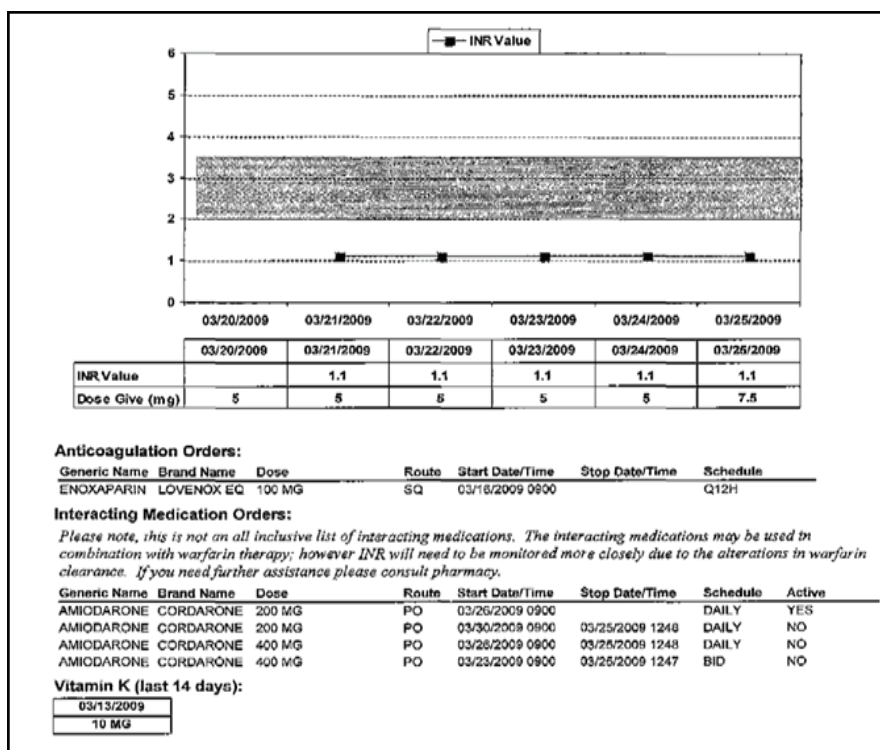 INR Value
6
5
4
3
2
1
0
03/20/2009 03/21/2009 03/22/2009 03/23/2009 03/24/2009 03/25/2009
03/20/2009 03/21/2009 03/22/2009 03/23/2009 03/24/2009 03/25/2009
INR Value 1.1 1.1 1.1 1.1 1.1
Dose Give (mg) 5 5 5 5 5 7.5
Anticoagulation Orders:
Generic Name Brand Name Dose Route Start Date/Time Stop Date/Time Schedule
ENOXAPARIN LOVENOX EQ 100 MG SQ 03/16/2009 0900 Q12H
Interacting Medication Orders:
Please note, this is not an all inclusive list of interacting medications. The interacting medications may be used in
combination with warfarin therapy; however INR will need to be monitored more closely due to the alterations in warfarin
clearance. If you need further assistance please consult pharmacy.
Generic Name Brand Name Dose Route Start Date/Time Stop Date/Time Schedule Active
AMIODARONE CORDARONE 200 MG PO 03/26/2009 0900 DAILY YES
AMIODARONE CORDARONE 200 MG PO 03/30/2009 0900 03/25/2009 1248 DAILY NO
AMIODARONE CORDARONE 400 MG PO 03/26/2009 0900 03/25/2009 1248 DAILY NO
AMIODARONE CORDARONE 400 MG PO 03/23/2009 0900 03/25/2009 1247 BID NO
Vitamin K (last 14 days):
03/13/2009
10 MG